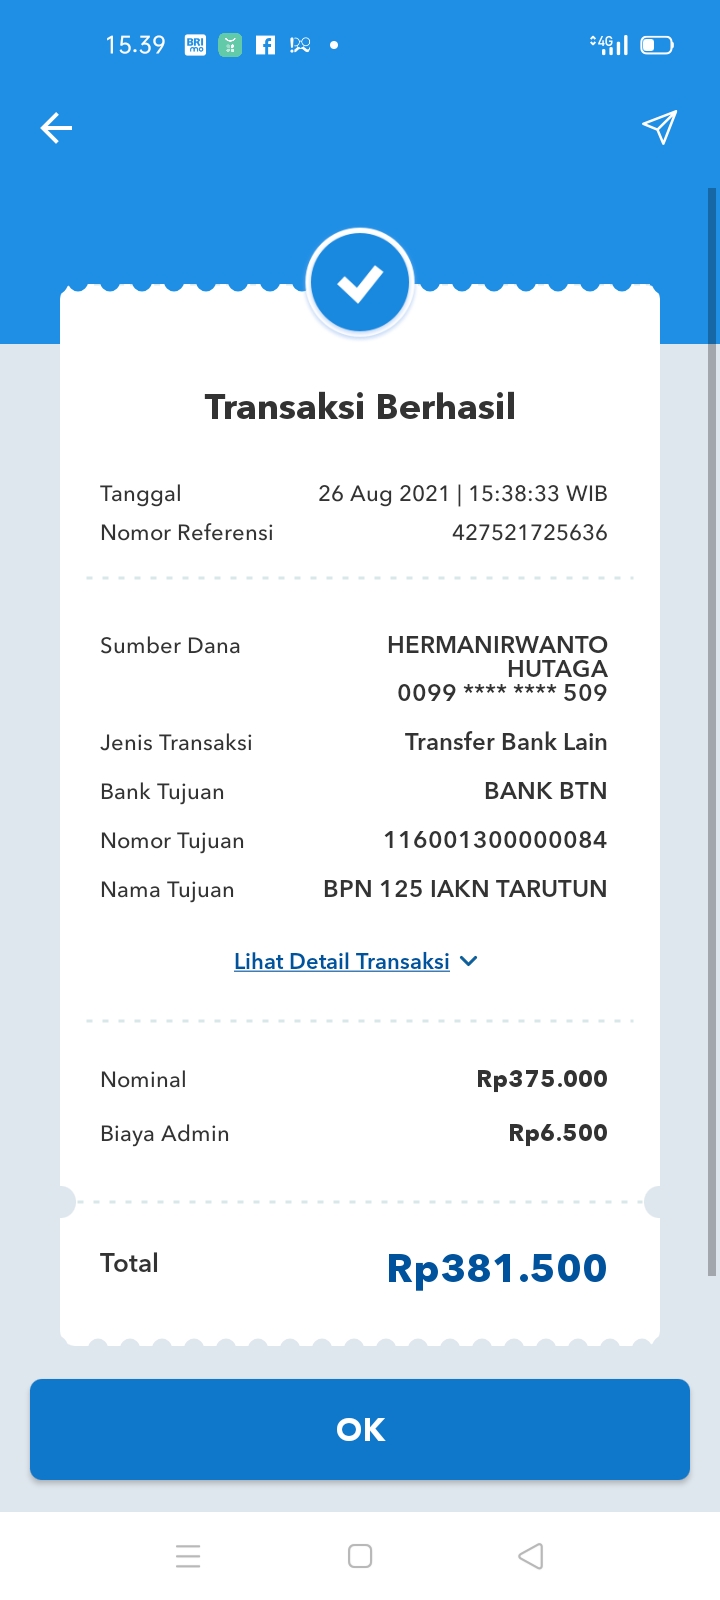 15.39 BRI mo 4G
Transaksi Berhasil
Tanggal 26 Aug 2021 | 15:38:33 WIB
Nomor Referensi 427521725636
Sumber Dana HERMANIRWANTO
HUTAGA
0099 **** **** 509
Jenis Transaksi Transfer Bank Lain
Bank Tujuan BANK BTN
Nomor Tujuan 116001300000084
Nama Tujuan BPN 125 IAKN TARUTUN
Lihat Detail Transaksi
Nominal Rp375.000
Biaya Admin Rp6.500
Total Rp381.500
OK